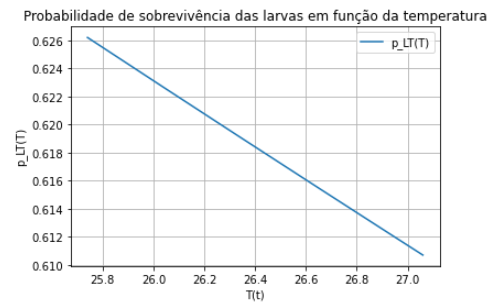 Probabilidade de sobrevivência das larvas em função da temperatura
p_LT(T)
0.626
0.624
0.622
0.620
0.618
0.616
0.614
0.612
0.610
p_LT(T)
25.8 26.0 26.2 26.4 26.6 26.8 27.0
T(t)